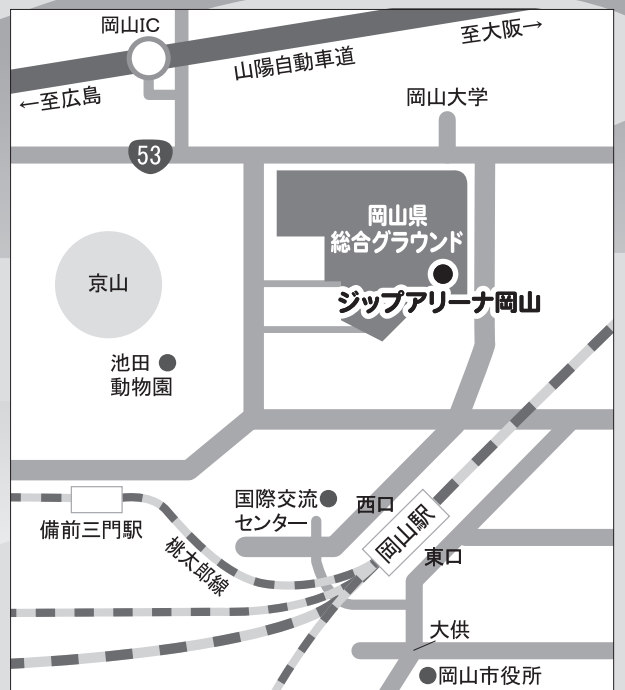 岡山IC
至大阪→
山陽自動車道
←至広島
岡山大学
53
岡山県
総合グラウンド
ジップアリーナ岡山
京山
池田
動物園
国際交流
センター
西口
備前三門駅
岡山駅
桃太郎線
東口
大供
岡山市役所